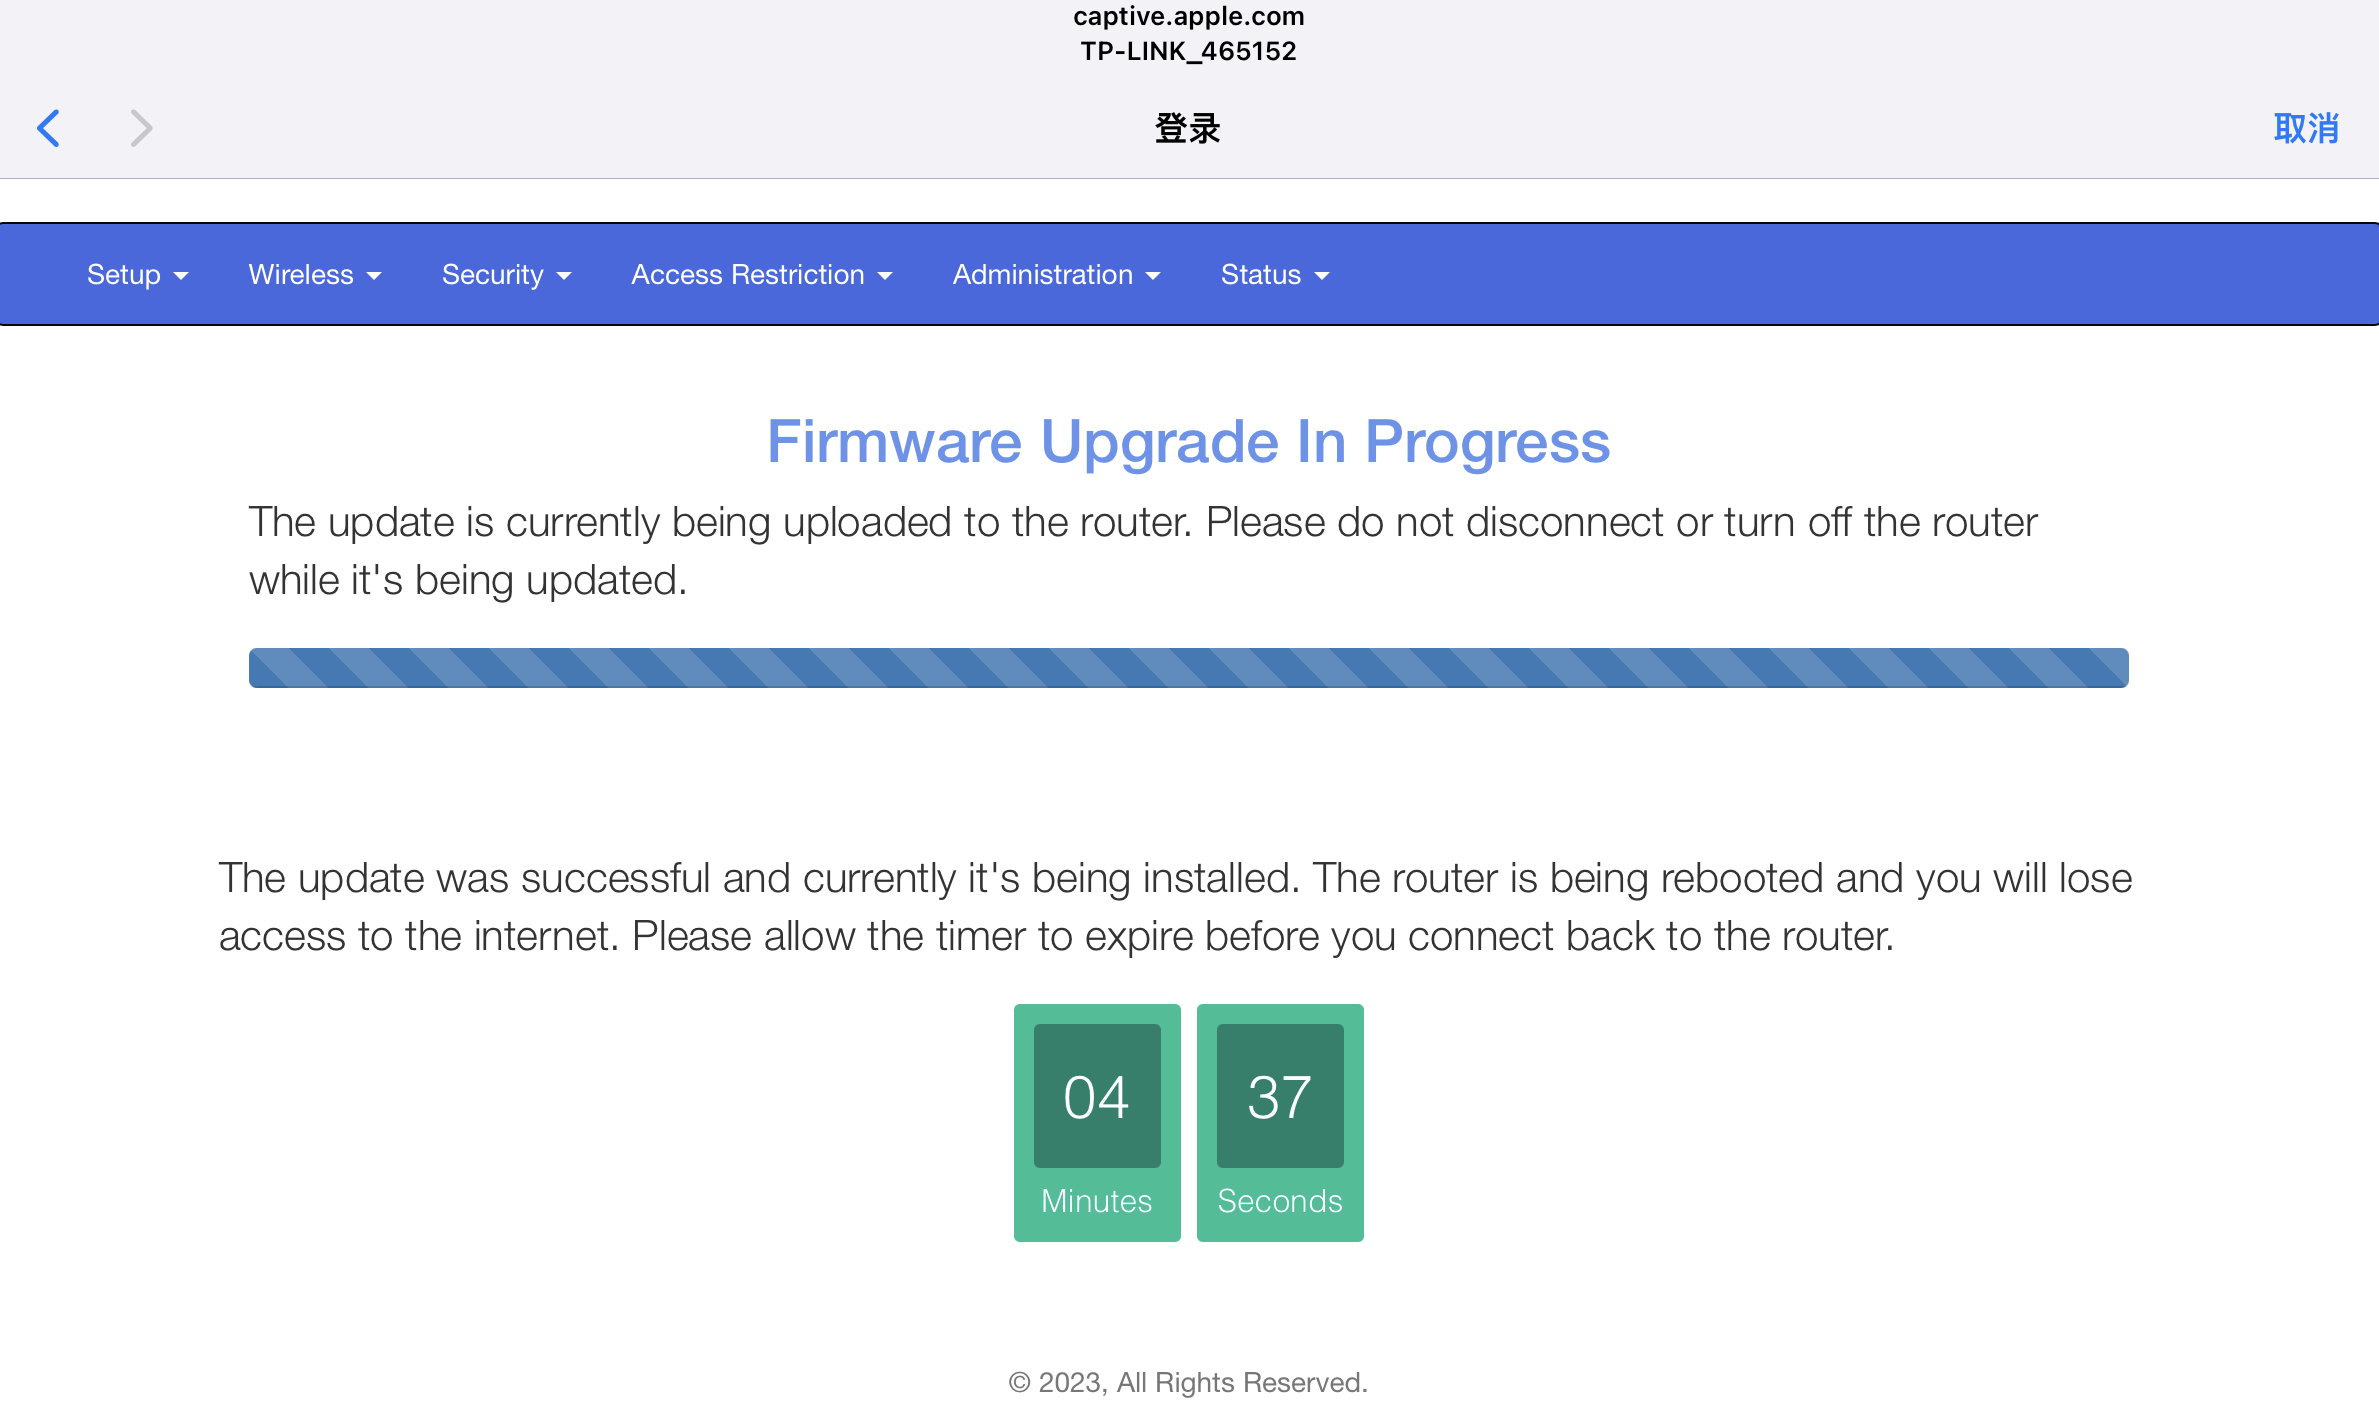 captive.apple.com
TP-LINK_465152
登录
取消
Setup
Wireless
Security
Access Restriction
Administration
Status
Firmware Upgrade In Progress
The update is currently being uploaded to the router. Please do not disconnect or turn off the router
while it's being updated.
The update was successful and currently it's being installed. The router is being rebooted and you will lose
access to the internet. Please allow the timer to expire before you connect back to the router.
04
Minutes
37
Seconds
© 2023, All Rights Reserved.